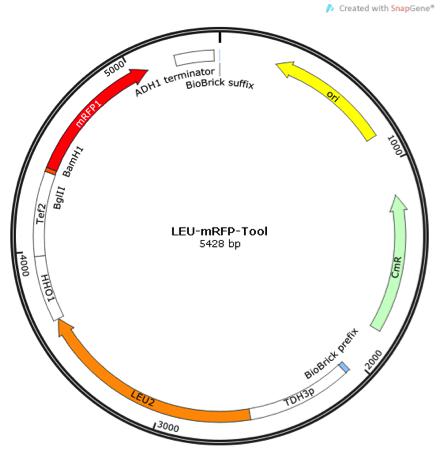 Created with SnapGene®
5000
ADH1 terminator
BioBrick suffix
ori
mRFP1
1000
BamH1
BglII
Tef2
LEU-mRFP-Tool
5428 bp
4000
CmR
HHO1
BioBrick prefix
2000
TDH3p
LEU2
3000